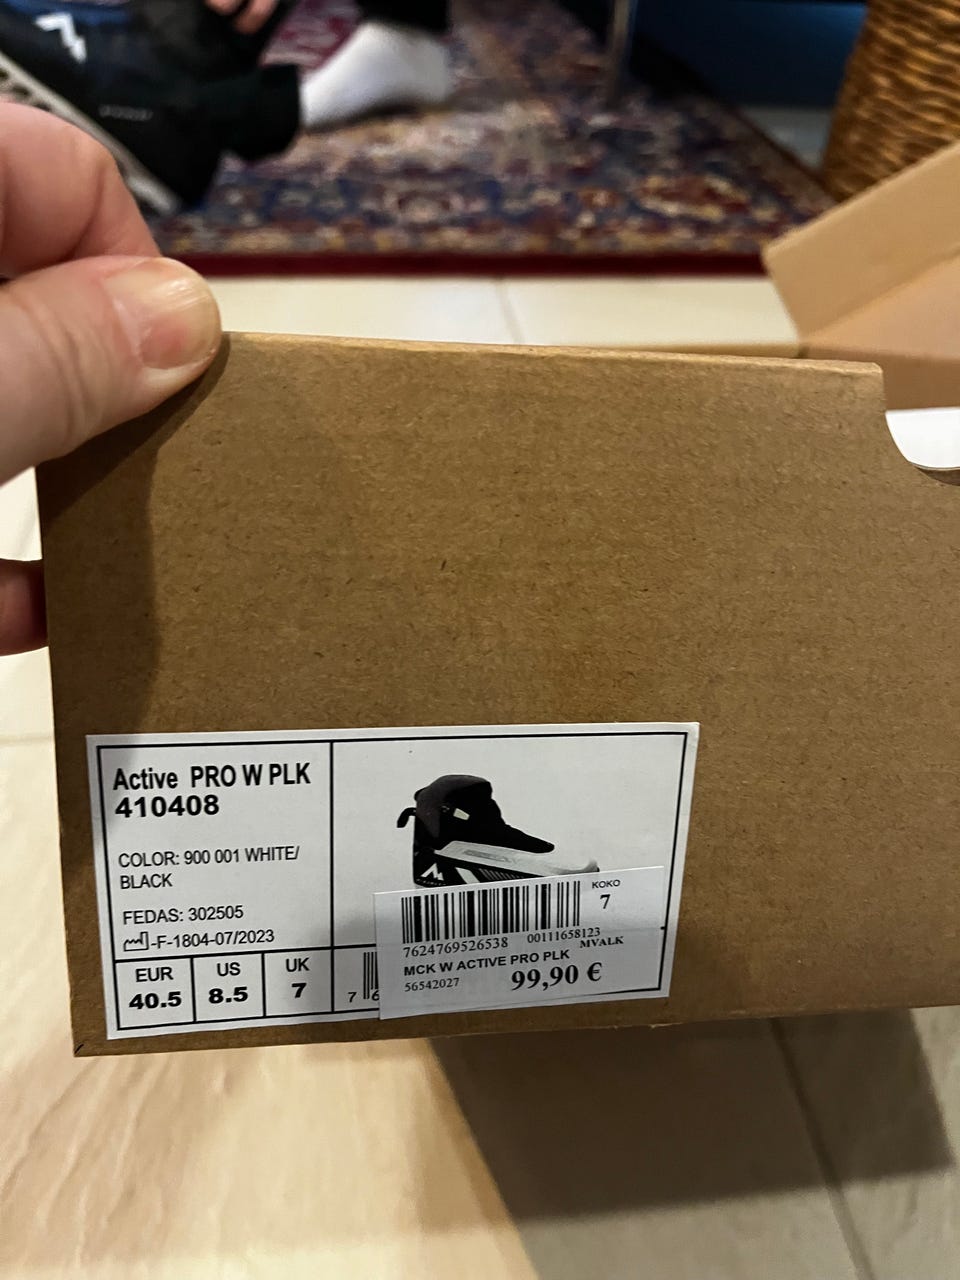 Active PRO W PLK
410408
COLOR: 900 001 WHITE/
BLACK
FEDAS: 302505
-F-1804-07/2023
EUR
40.5
US
8.5
UK
7
7
KOKO
7
7624769526538
00111658123
MVALK
MCK W ACTIVE PRO PLK
56542027
99,90 €